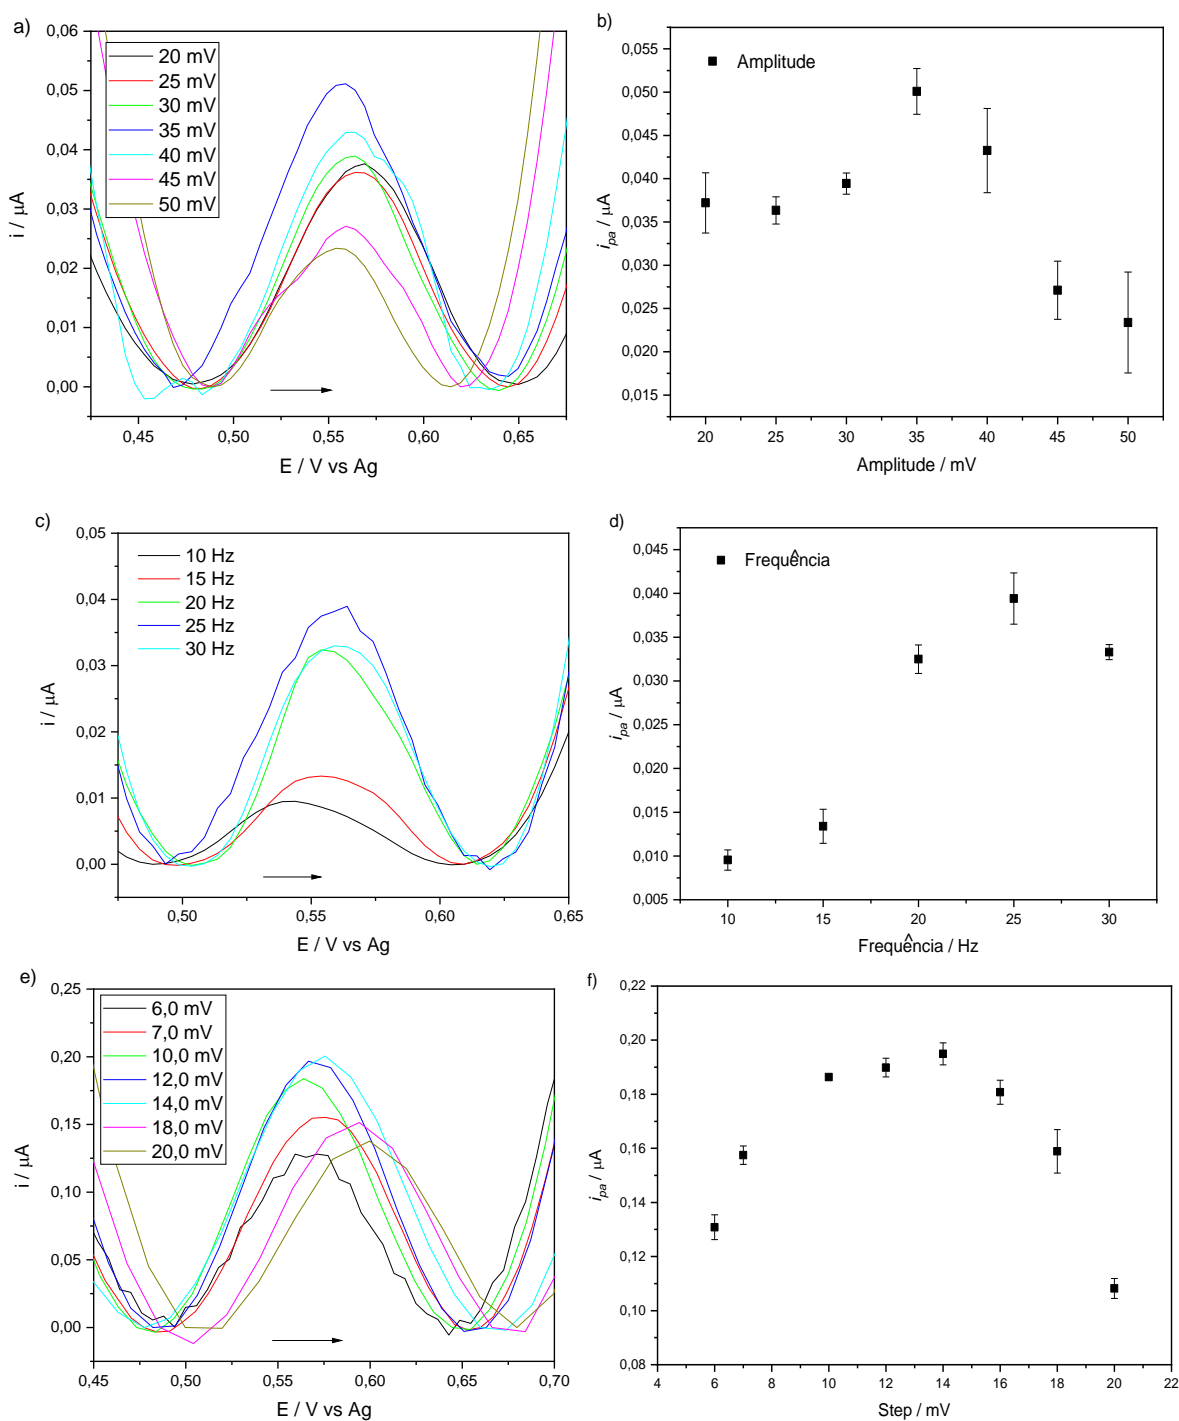 a)
0,06
0,05
0,04
0,03
0,02
0,01
0,00
i / μA
20 mV
25 mV
30 mV
35 mV
40 mV
45 mV
50 mV
0,45
0,50
0,55
0,60
0,65
E / V vs Ag
b)
0,055
0,050
0,045
0,040
0,035
0,030
0,025
0,020
0,015
i_pa / μA
Amplitude
20
25
30
35
40
45
50
Amplitude / mV
c)
0,05
0,04
0,03
0,02
0,01
0,00
i / μA
10 Hz
15 Hz
20 Hz
25 Hz
30 Hz
0,50
0,55
0,60
0,65
E / V vs Ag
d)
0,045
0,040
0,035
0,030
0,025
0,020
0,015
0,010
0,005
i_pa / μA
Frequência
10
15
20
25
30
Frequência / Hz
e)
0,25
0,20
0,15
0,10
0,05
0,00
i / μA
6,0 mV
7,0 mV
10,0 mV
12,0 mV
14,0 mV
18,0 mV
20,0 mV
0,45
0,50
0,55
0,60
0,65
0,70
E / V vs Ag
f)
0,22
0,20
0,18
0,16
0,14
0,12
0,10
0,08
i_pa / μA
4
6
8
10
12
14
16
18
20
22
Step / mV